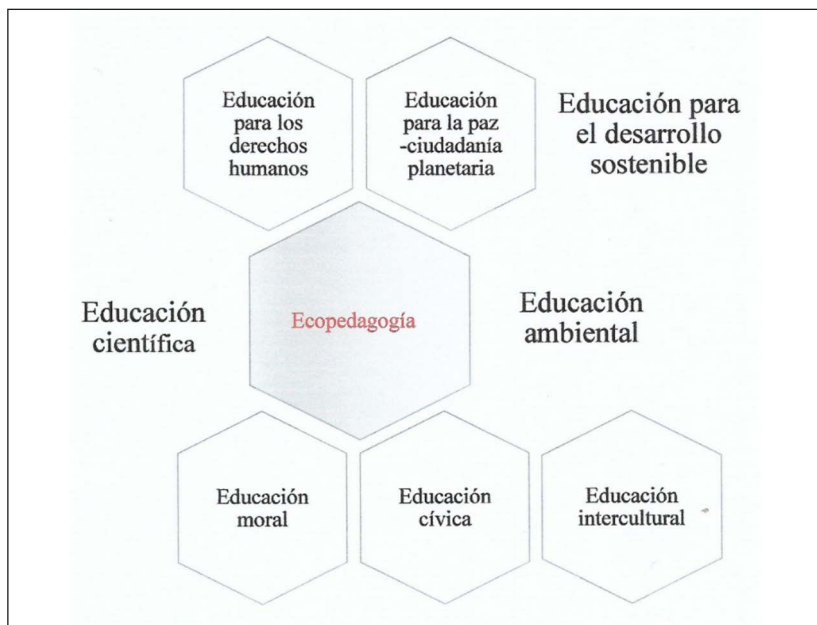 Educación
para los
derechos
humanos
Educación
para la paz
-ciudadanía
planetaria
Educación para
el desarrollo
sostenible
Educación
científica
Ecopedagogía
Educación
ambiental
Educación
moral
Educación
cívica
Educación
intercultural